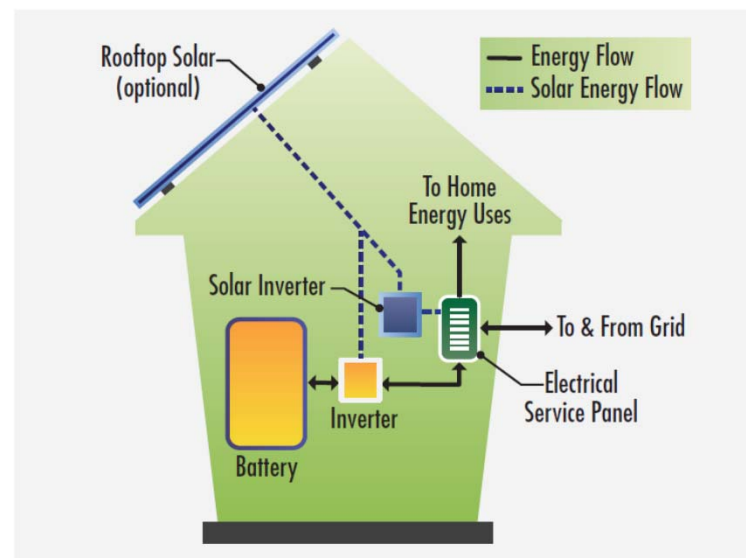 Rooftop Solar
(optional)
Energy Flow
Solar Energy Flow
To Home
Energy Uses
Solar Inverter
To & From Grid
Electrical
Service Panel
Inverter
Battery